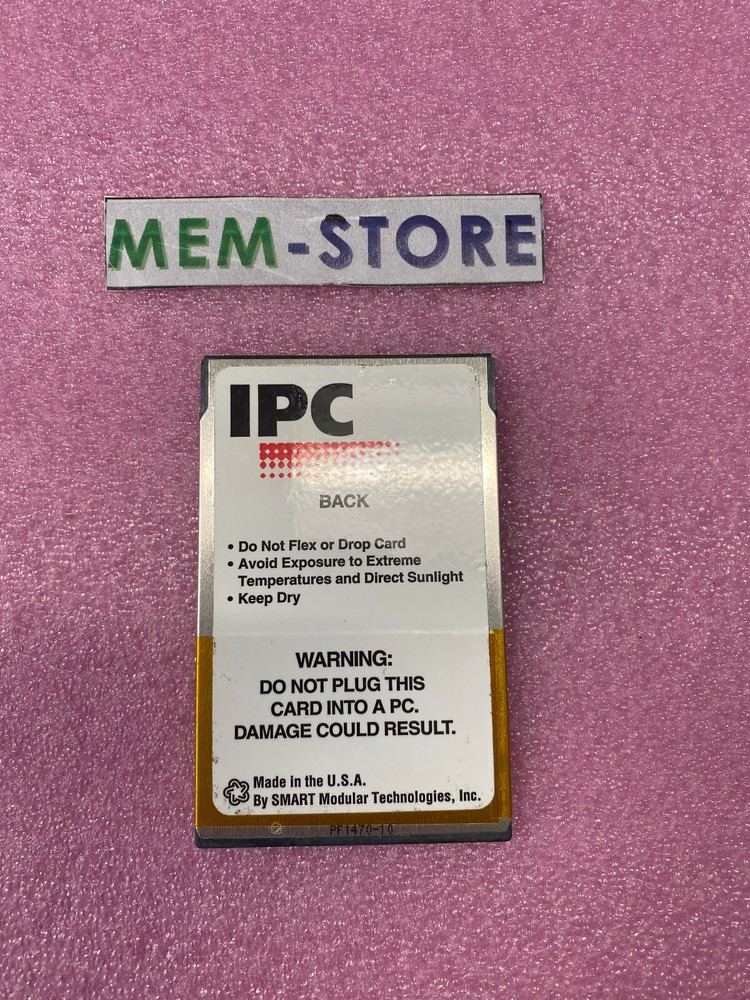 MEM-STORE
IPC
BACK
• Do Not Flex or Drop Card
• Avoid Exposure to Extreme
Temperatures and Direct Sunlight
• Keep Dry
WARNING:
DO NOT PLUG THIS
CARD INTO A PC.
DAMAGE COULD RESULT.
Made in the U.S.A.
By SMART Modular Technologies, Inc.
PF1470-10